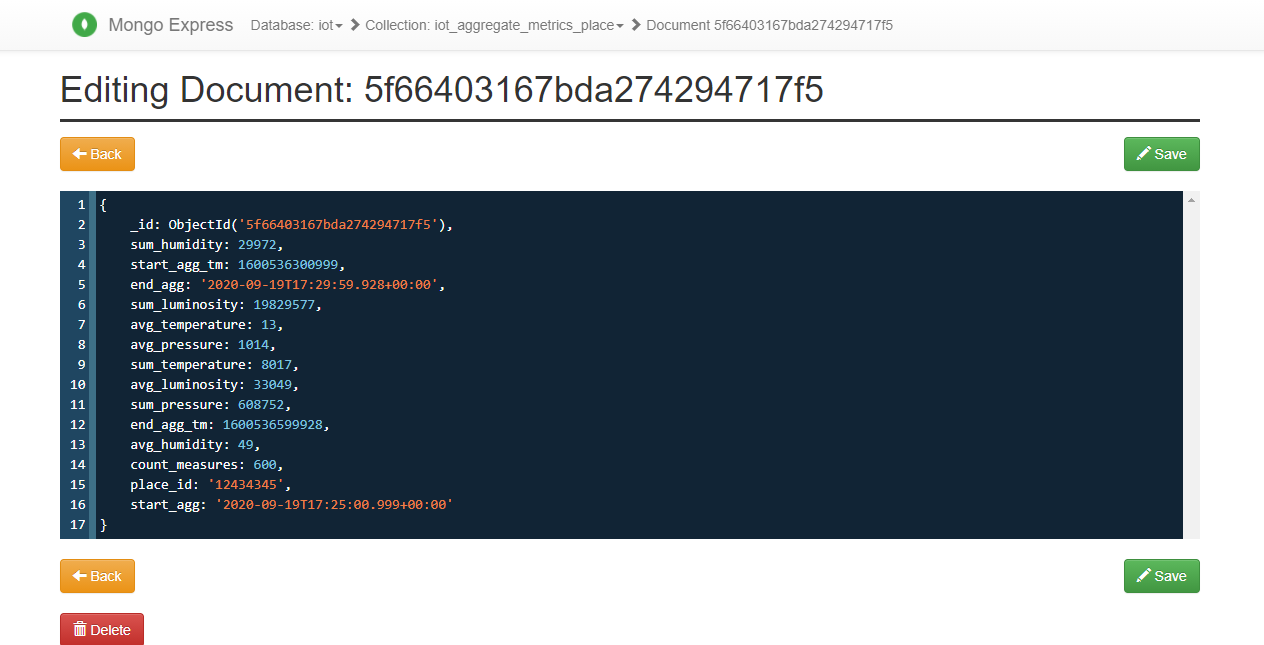 Mongo Express Database: iot Collection: iot_aggregate_metrics_place Document 5f66403167bda274294717f5
Editing Document: 5f66403167bda274294717f5
Back Save
1 {
2 _id: ObjectId('5f66403167bda274294717f5'),
3 sum_humidity: 29972,
4 start_agg_tm: 1600536300999,
5 end_agg: '2020-09-19T17:29:59.928+00:00',
6 sum_luminosity: 19829577,
7 avg_temperature: 13,
8 avg_pressure: 1014,
9 sum_temperature: 8017,
10 avg_luminosity: 33049,
11 sum_pressure: 608752,
12 end_agg_tm: 1600536599928,
13 avg_humidity: 49,
14 count_measures: 600,
15 place_id: '12434345',
16 start_agg: '2020-09-19T17:25:00.999+00:00'
17 }
Back Save
Delete